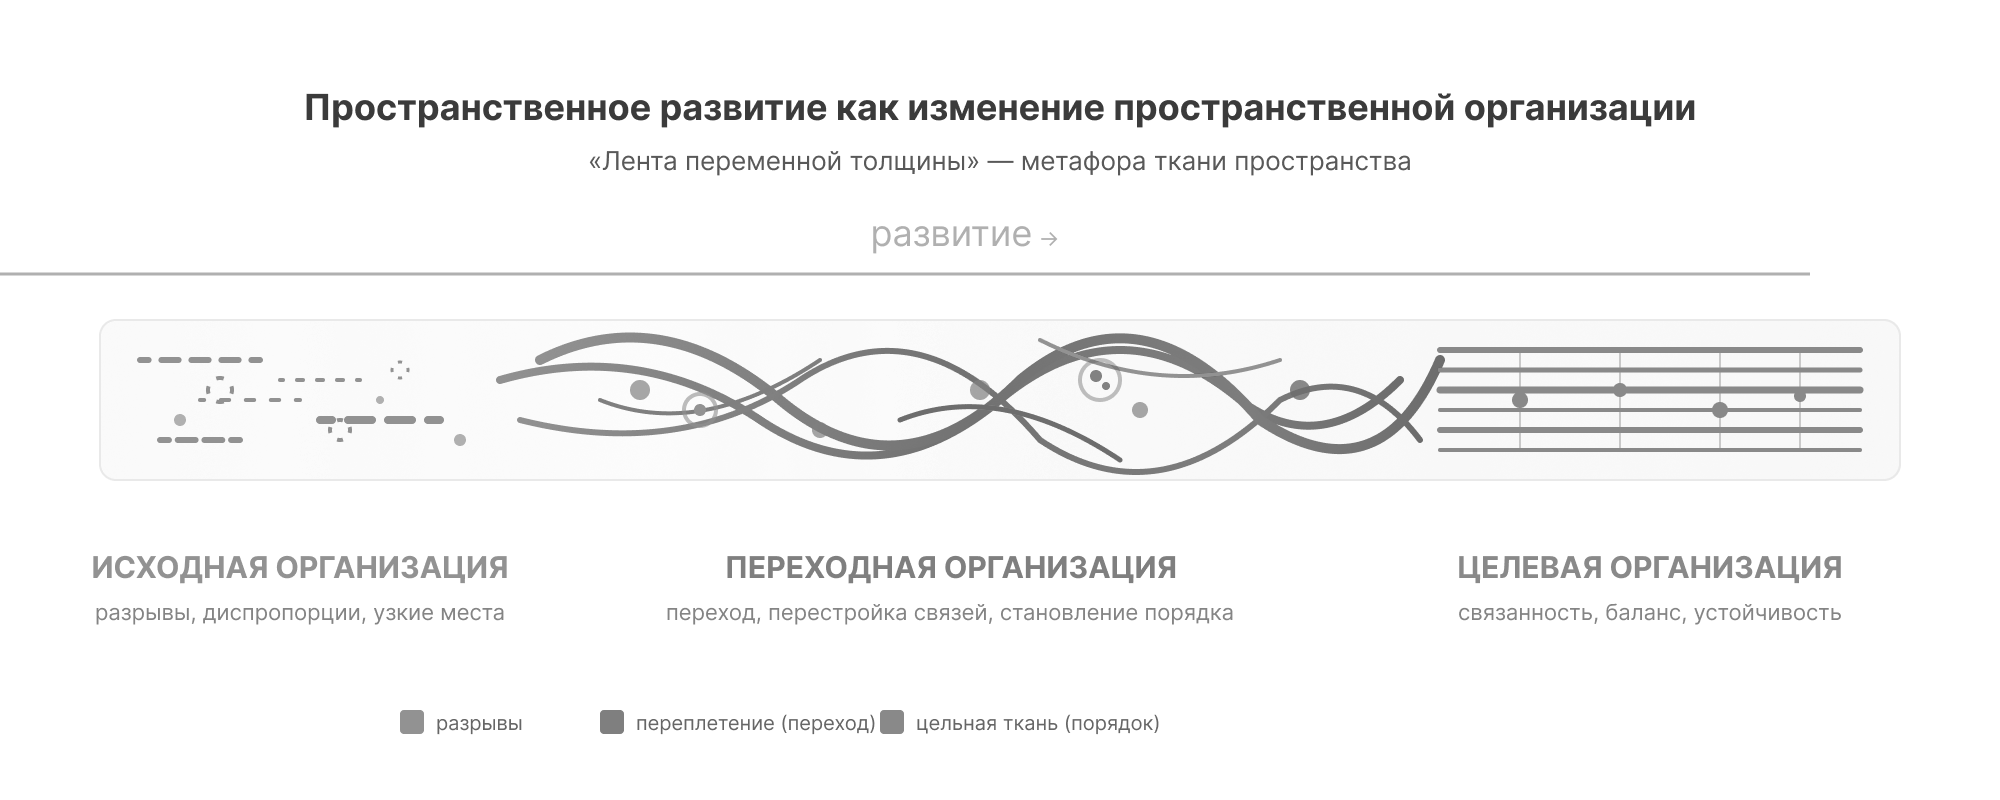 Пространственное развитие как изменение пространственной организации
«Лента переменной толщины» — метафора ткани пространства
развитие →
ИСХОДНАЯ ОРГАНИЗАЦИЯ
разрывы, диспропорции, узкие места
ПЕРЕХОДНАЯ ОРГАНИЗАЦИЯ
переход, перестройка связей, становление порядка
ЦЕЛЕВАЯ ОРГАНИЗАЦИЯ
связанность, баланс, устойчивость
разрывы
переплетение (переход)
цельная ткань (порядок)